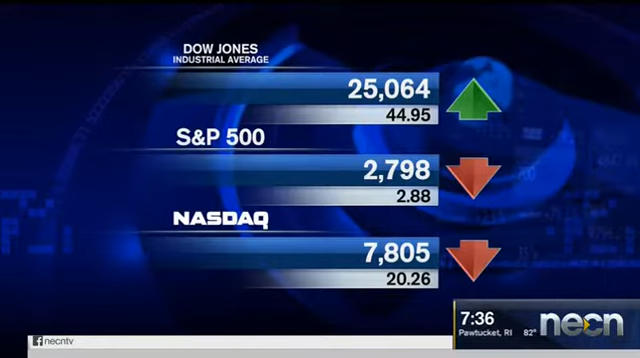 DOW JONES
INDUSTRIAL AVERAGE
25,064
44.95
S&P 500
2,798
2.88
NASDAQ
7,805
20.26
7:36
Pawtucket, RI 82°
necn
necntv